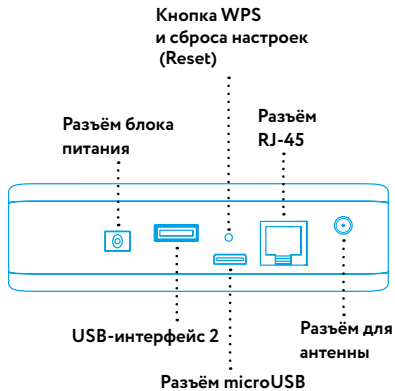 Кнопка WPS
и сброса настроек
(Reset)
Разъём блока
питания
Разъём
RJ-45
USB-интерфейс 2
Разъём для
антенны
Разъём microUSB